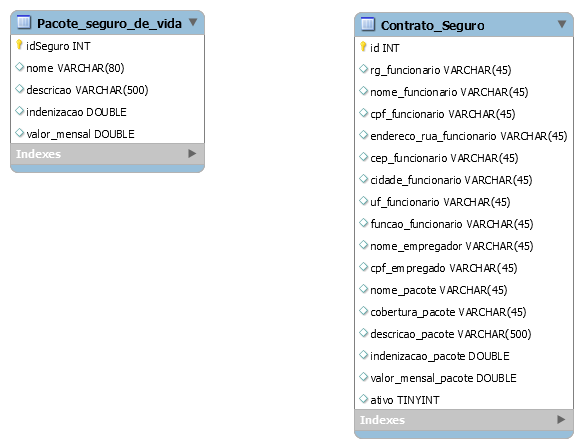 Pacote_seguro_de_vida
idSeguro INT
nome VARCHAR(80)
descricao VARCHAR(500)
indenizacao DOUBLE
valor_mensal DOUBLE
Indexes
Contrato_Seguro
id INT
rg_funcionario VARCHAR(45)
nome_funcionario VARCHAR(45)
cpf_funcionario VARCHAR(45)
endereco_rua_funcionario VARCHAR(45)
cep_funcionario VARCHAR(45)
cidade_funcionario VARCHAR(45)
uf_funcionario VARCHAR(45)
funcao_funcionario VARCHAR(45)
nome_empregador VARCHAR(45)
cpf_empregado VARCHAR(45)
nome_pacote VARCHAR(45)
cobertura_pacote VARCHAR(45)
descricao_pacote VARCHAR(500)
indenizacao_pacote DOUBLE
valor_mensal_pacote DOUBLE
ativo TINYINT
Indexes